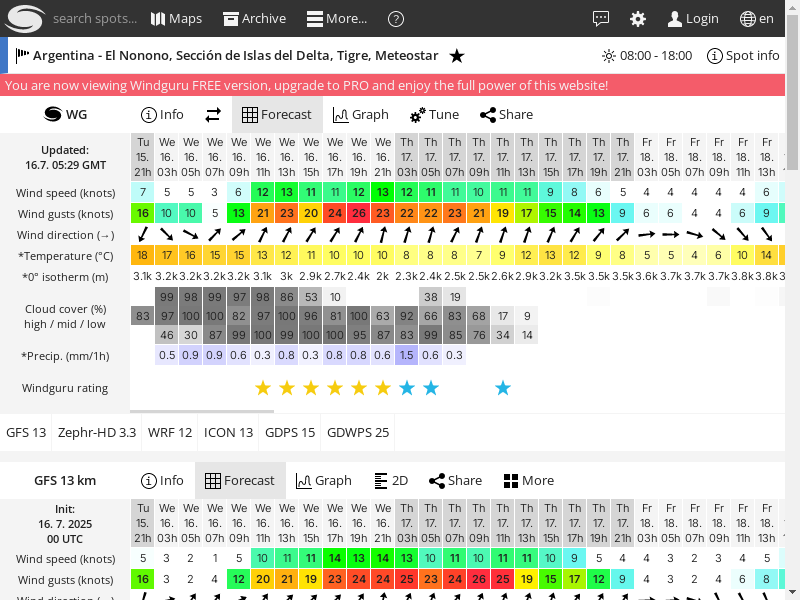 search spots... Maps Archive More... ? Login en
Argentina - El Nonono, Sección de Islas del Delta, Tigre, Meteostar 08:00 - 18:00 Spot info
You are now viewing Windguru FREE version, upgrade to PRO and enjoy the full power of this website!
WG Info Forecast Graph Tune Share
Updated:
16.7. 05:29 GMT
Tu We We We We We We We We We We Th Th Th Th Th Th Th Th Th Th Fr Fr Fr Fr Fr Fr
15. 16. 16. 16. 16. 16. 16. 16. 16. 16. 16. 17. 17. 17. 17. 17. 17. 17. 17. 17. 17. 18. 18. 18. 18. 18. 18.
21h 03h 05h 07h 09h 11h 13h 15h 17h 19h 21h 03h 05h 07h 09h 11h 13h 15h 17h 19h 21h 03h 05h 07h 09h 11h 13h
Wind speed (knots) 7 5 5 3 6 12 13 11 11 12 13 12 11 11 10 11 11 9 8 6 5 4 4 4 4 4 6
Wind gusts (knots) 16 10 10 5 13 21 23 20 24 26 23 22 22 23 21 19 17 15 14 13 9 6 6 4 4 6 9
Wind direction (→)
*Temperature (°C) 18 17 16 15 15 13 12 11 10 10 10 8 8 8 7 9 12 13 12 9 8 6 5 4 6 10 14
*0° isotherm (m) 3.1k 3.2k 3.2k 3.2k 3.2k 3.1k 3k 2.9k 2.7k 2.4k 2k 2.3k 2.4k 2.5k 2.5k 2.6k 2.9k 3.2k 3.5k 3.5k 3.5k 3.5k 3.5k 3.7k 3.7k 3.8k 3.8k
Cloud cover (%)
high / mid / low
99 98 99 97 98 86 53 10 38 19
83 97 100 100 82 97 100 96 81 100 63 92 66 83 68 17 9
46 30 87 99 100 99 100 100 95 87 83 99 85 76 34 14
*Precip. (mm/1h) 0.5 0.9 0.9 0.6 0.3 0.8 0.3 0.8 0.8 0.6 1.5 0.6 0.3
Windguru rating
GFS 13 Zephr-HD 3.3 WRF 12 ICON 13 GDPS 15 GDWPS 25
GFS 13 km Info Forecast Graph 2D Share More
Init:
16. 7. 2025
00 UTC
Tu We We We We We We We We We We Th Th Th Th Th Th Th Th Th Th Fr Fr Fr Fr Fr Fr
15. 16. 16. 16. 16. 16. 16. 16. 16. 16. 16. 17. 17. 17. 17. 17. 17. 17. 17. 17. 17. 18. 18. 18. 18. 18. 18.
21h 03h 05h 07h 09h 11h 13h 15h 17h 19h 21h 03h 05h 07h 09h 11h 13h 15h 17h 19h 21h 03h 05h 07h 09h 11h 13h
Wind speed (knots) 5 3 2 1 5 10 11 11 14 13 14 13 10 11 10 11 11 10 9 5 4 4 3 2 3 4 5
Wind gusts (knots) 16 3 2 4 12 20 21 19 23 24 24 25 23 24 26 25 19 15 17 12 9 4 3 2 4 6 8